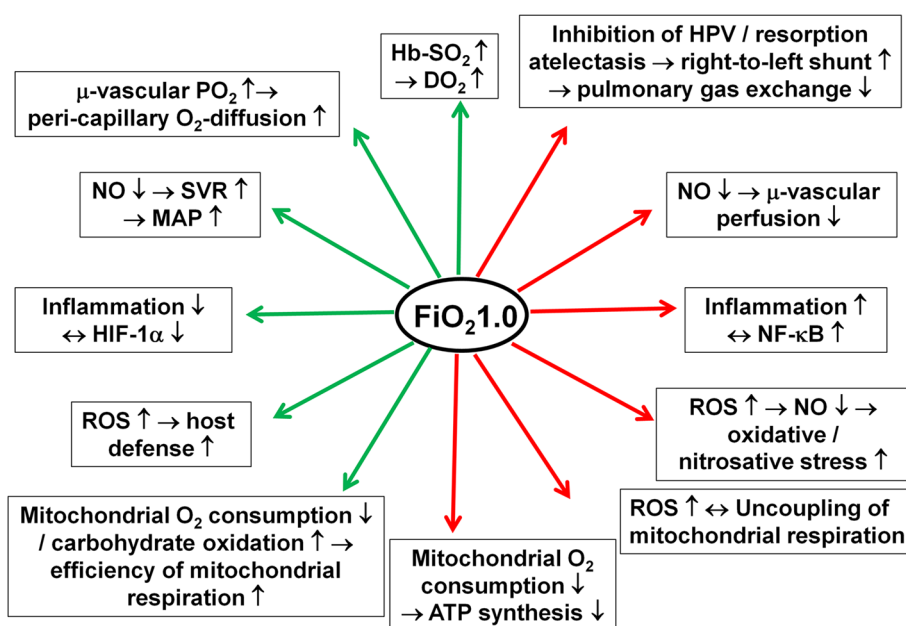 Hb-SO₂ ↑
→ DO₂ ↑
Inhibition of HPV / resorption
atelectasis → right-to-left shunt ↑
→ pulmonary gas exchange ↓
μ-vascular PO₂ ↑→
peri-capillary O₂-diffusion ↑
NO ↓ → SVR ↑
→ MAP ↑
NO ↓ → μ-vascular
perfusion ↓
Inflammation ↓
↔ HIF-1α ↓
FiO₂1.0
Inflammation ↑
↔ NF-κB ↑
ROS ↑ → host
defense ↑
ROS ↑ → NO ↓ →
oxidative /
nitrosative stress ↑
Mitochondrial O₂ consumption ↓
/ carbohydrate oxidation ↑ →
efficiency of mitochondrial
respiration ↑
Mitochondrial O₂
consumption ↓
→ ATP synthesis ↓
ROS ↑ ↔ Uncoupling of
mitochondrial respiration